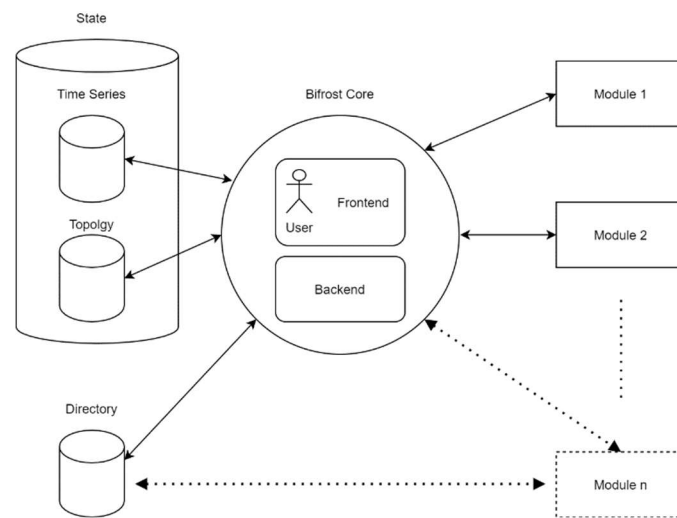 State
Time Series
Topolgy
Directory
Bifrost Core
Frontend
User
Backend
Module 1
Module 2
Module n